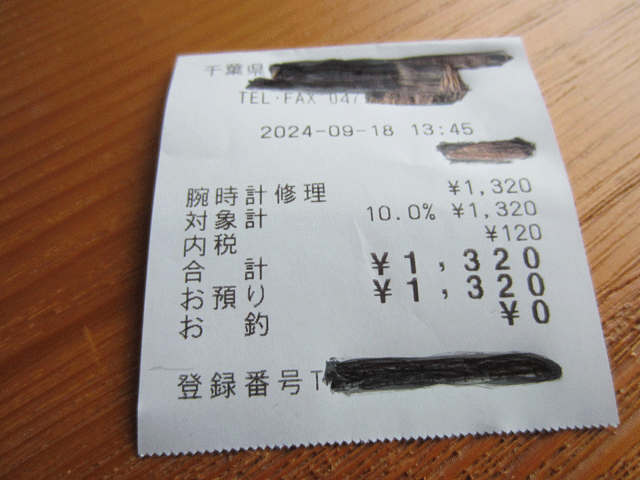 千葉県
TEL・FAX 047
2024-09-18 13:45
腕時計修理 ¥1,320
対象計 10.0% ¥1,320
内税 ¥120
合計 ¥1,320
お預り ¥1,320
お釣 ¥0
登録番号T